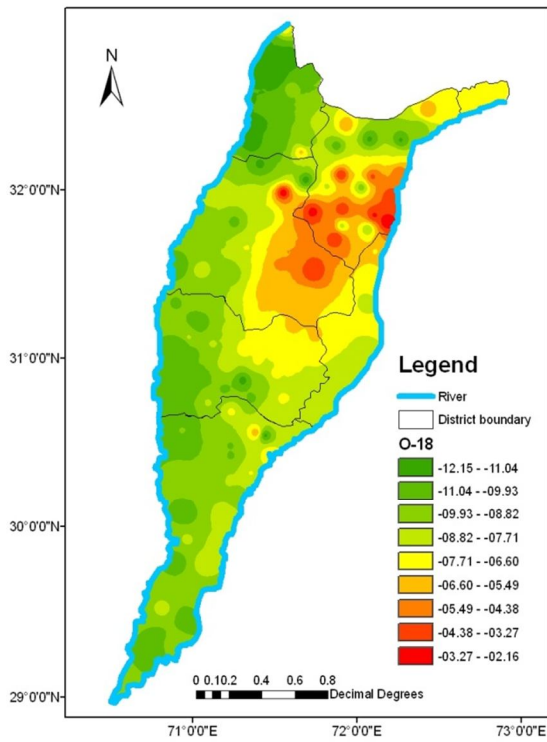 N
32°0'0"N
31°0'0"N
30°0'0"N
29°0'0"N
71°0'0"E
72°0'0"E
73°0'0"E
Legend
River
District boundary
O-18
-12.15 - -11.04
-11.04 - -09.93
-09.93 - -08.82
-08.82 - -07.71
-07.71 - -06.60
-06.60 - -05.49
-05.49 - -04.38
-04.38 - -03.27
-03.27 - -02.16
0 0.1 0.2 0.4 0.6 0.8
Decimal Degrees